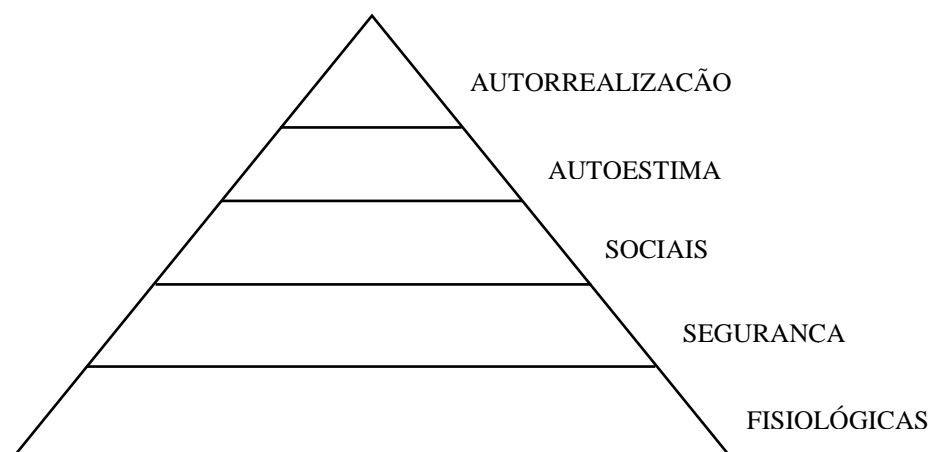 AUTORREALIZACÃO
AUTOESTIMA
SOCIAIS
SEGURANCA
FISIOLÓGICAS